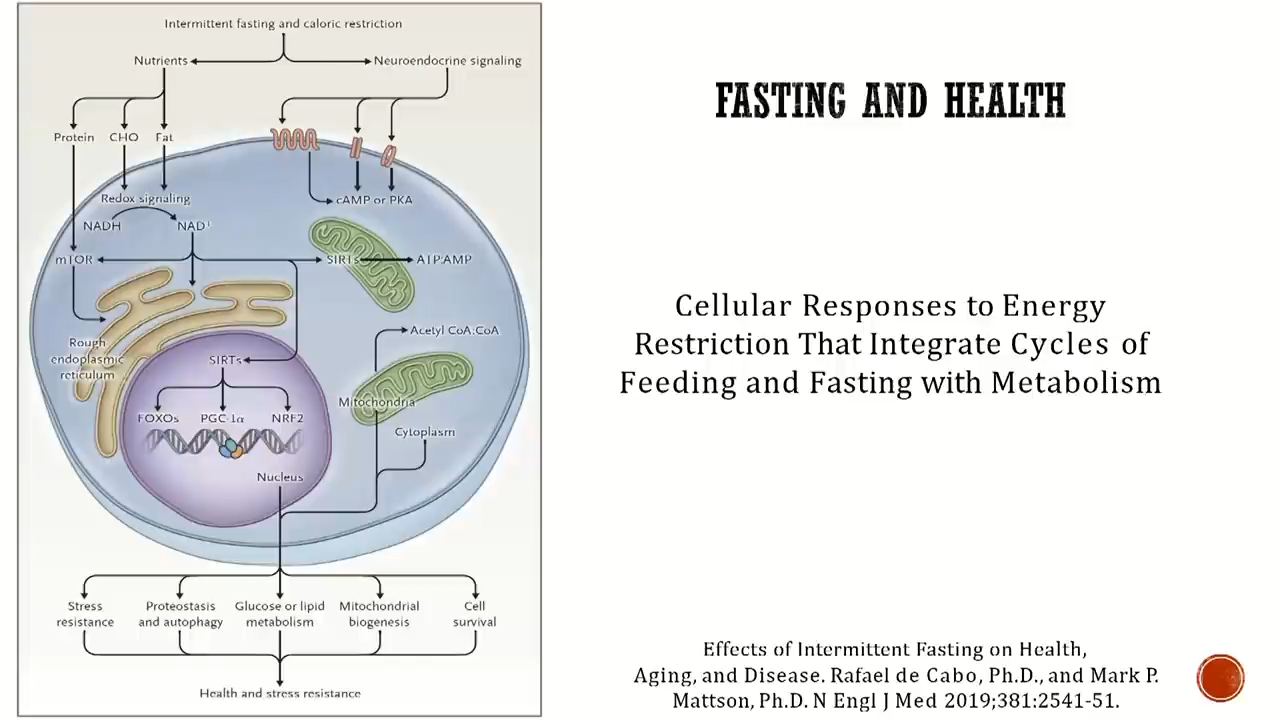 Intermittent fasting and caloric restriction
Nutrients
Neuroendocrine signaling
Protein
CHO
Fat
Redox signaling
cAMP or PKA
NADH
NAD+
mTOR
SIRTs
ATP:AMP
Rough
endoplasmic
reticulum
Acetyl CoA:CoA
SIRTs
Mitochondria
FOXOs
PGC-1α
NRF2
Cytoplasm
Nucleus
Stress
resistance
Proteostasis
and autophagy
Glucose or lipid
metabolism
Mitochondrial
biogenesis
Cell
survival
Health and stress resistance
FASTING AND HEALTH
Cellular Responses to Energy
Restriction That Integrate Cycles of
Feeding and Fasting with Metabolism
Effects of Intermittent Fasting on Health,
Aging, and Disease. Rafael de Cabo, Ph.D., and Mark P.
Mattson, Ph.D. N Engl J Med 2019;381:2541-51.